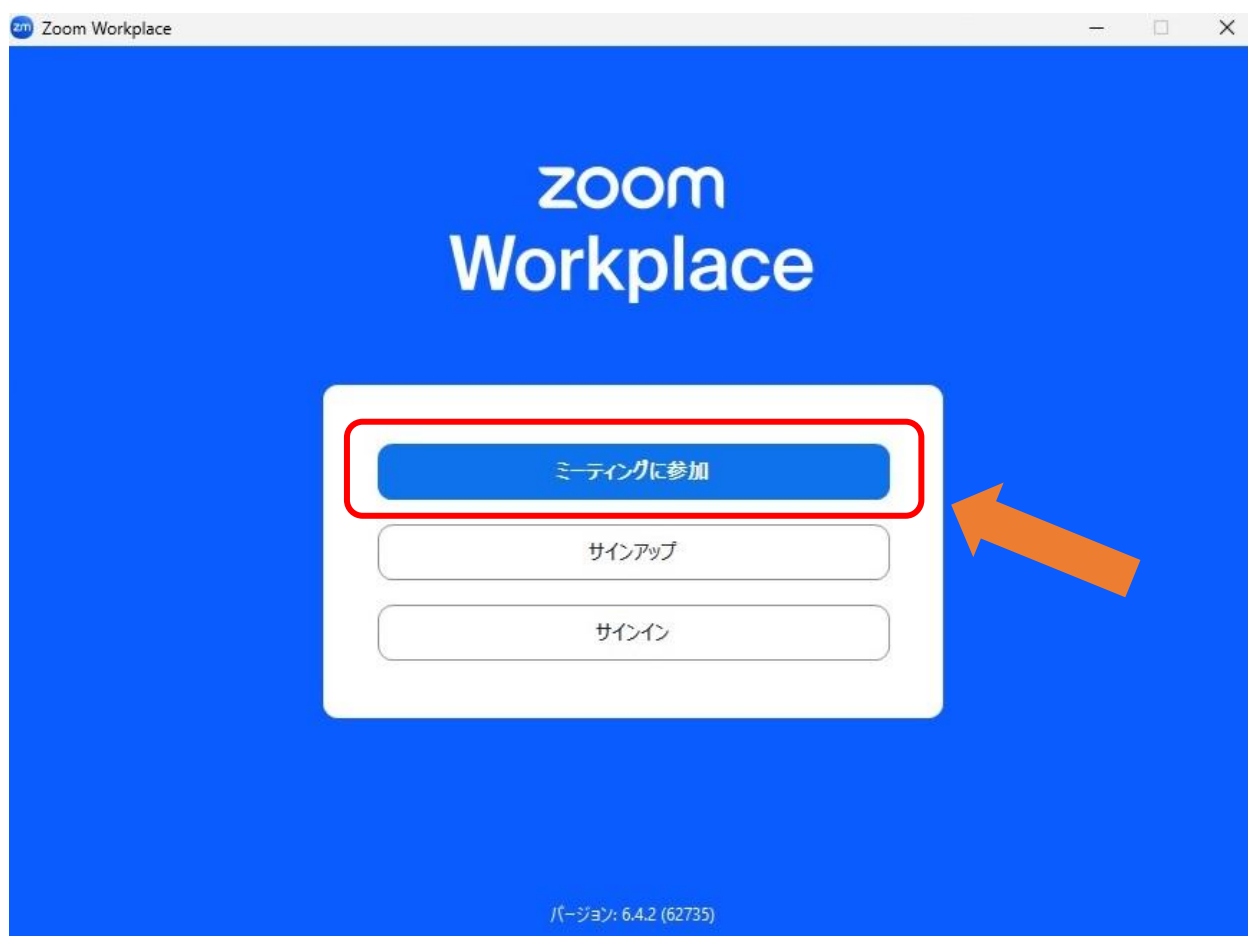 zm Zoom Workplace
zoom
Workplace
ミーティングに参加
サインアップ
サインイン
バージョン: 6.4.2 (62735)